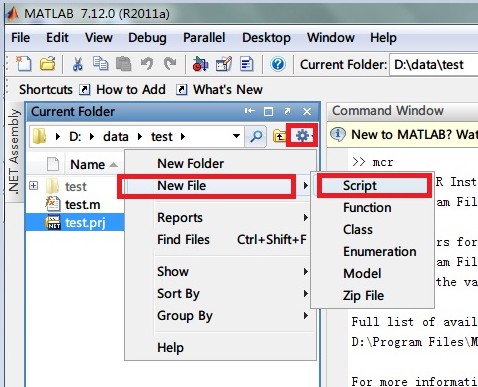 MATLAB 7.12.0 (R2011a)
File Edit View Debug Parallel Desktop Window Help
Current Folder: D:\data\test
Shortcuts How to Add What's New
.NET Assembly
Current Folder
D: data test
Name
test
test.m
test.prj
New Folder
New File
Reports
Find Files Ctrl+Shift+F
Show
Sort By
Group By
Help
Script
Function
Class
Enumeration
Model
Zip File
Command Window
New to MATLAB? Wat
>> mcr
R Inst
am Fil
rs for
am Fil
the va
Full list of avail
D:\Program Files\M
For more informati